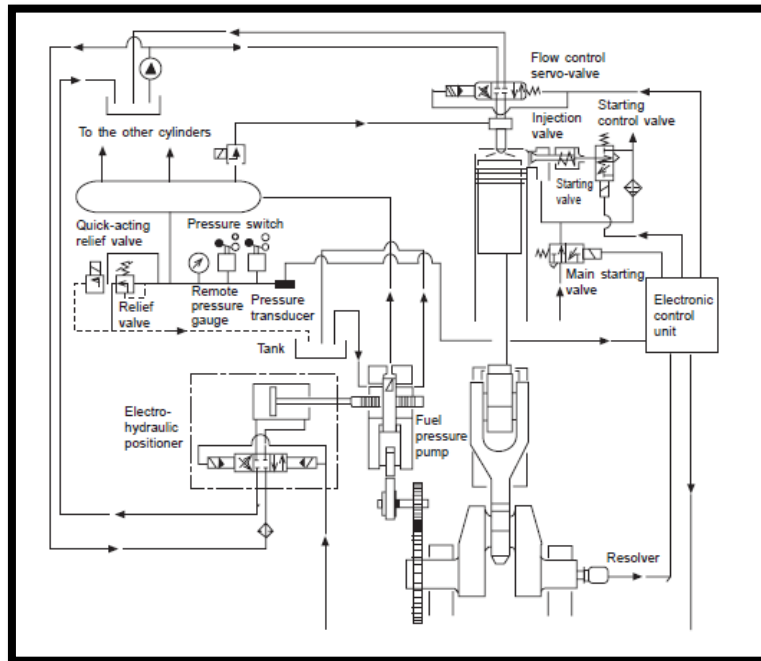 Flow control
servo-valve
Starting
control valve
Injection
valve
To the other cylinders
Starting
valve
Quick-acting
relief valve
Pressure switch
Main starting
valve
Remote
pressure
gauge
Pressure
transducer
Relief
valve
Electronic
control
unit
Tank
Electro-
hydraulic
positioner
Fuel
pressure
pump
Resolver